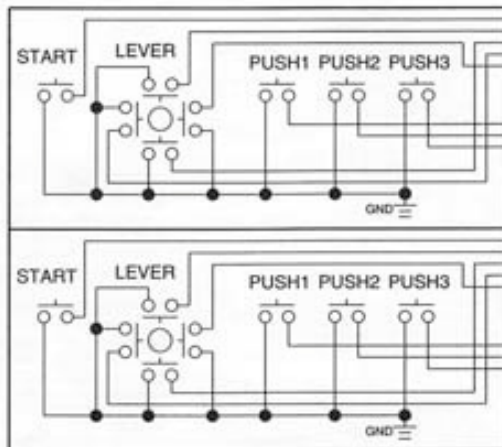 START
LEVER
PUSH1 PUSH2 PUSH3
GND
START
LEVER
PUSH1 PUSH2 PUSH3
GND